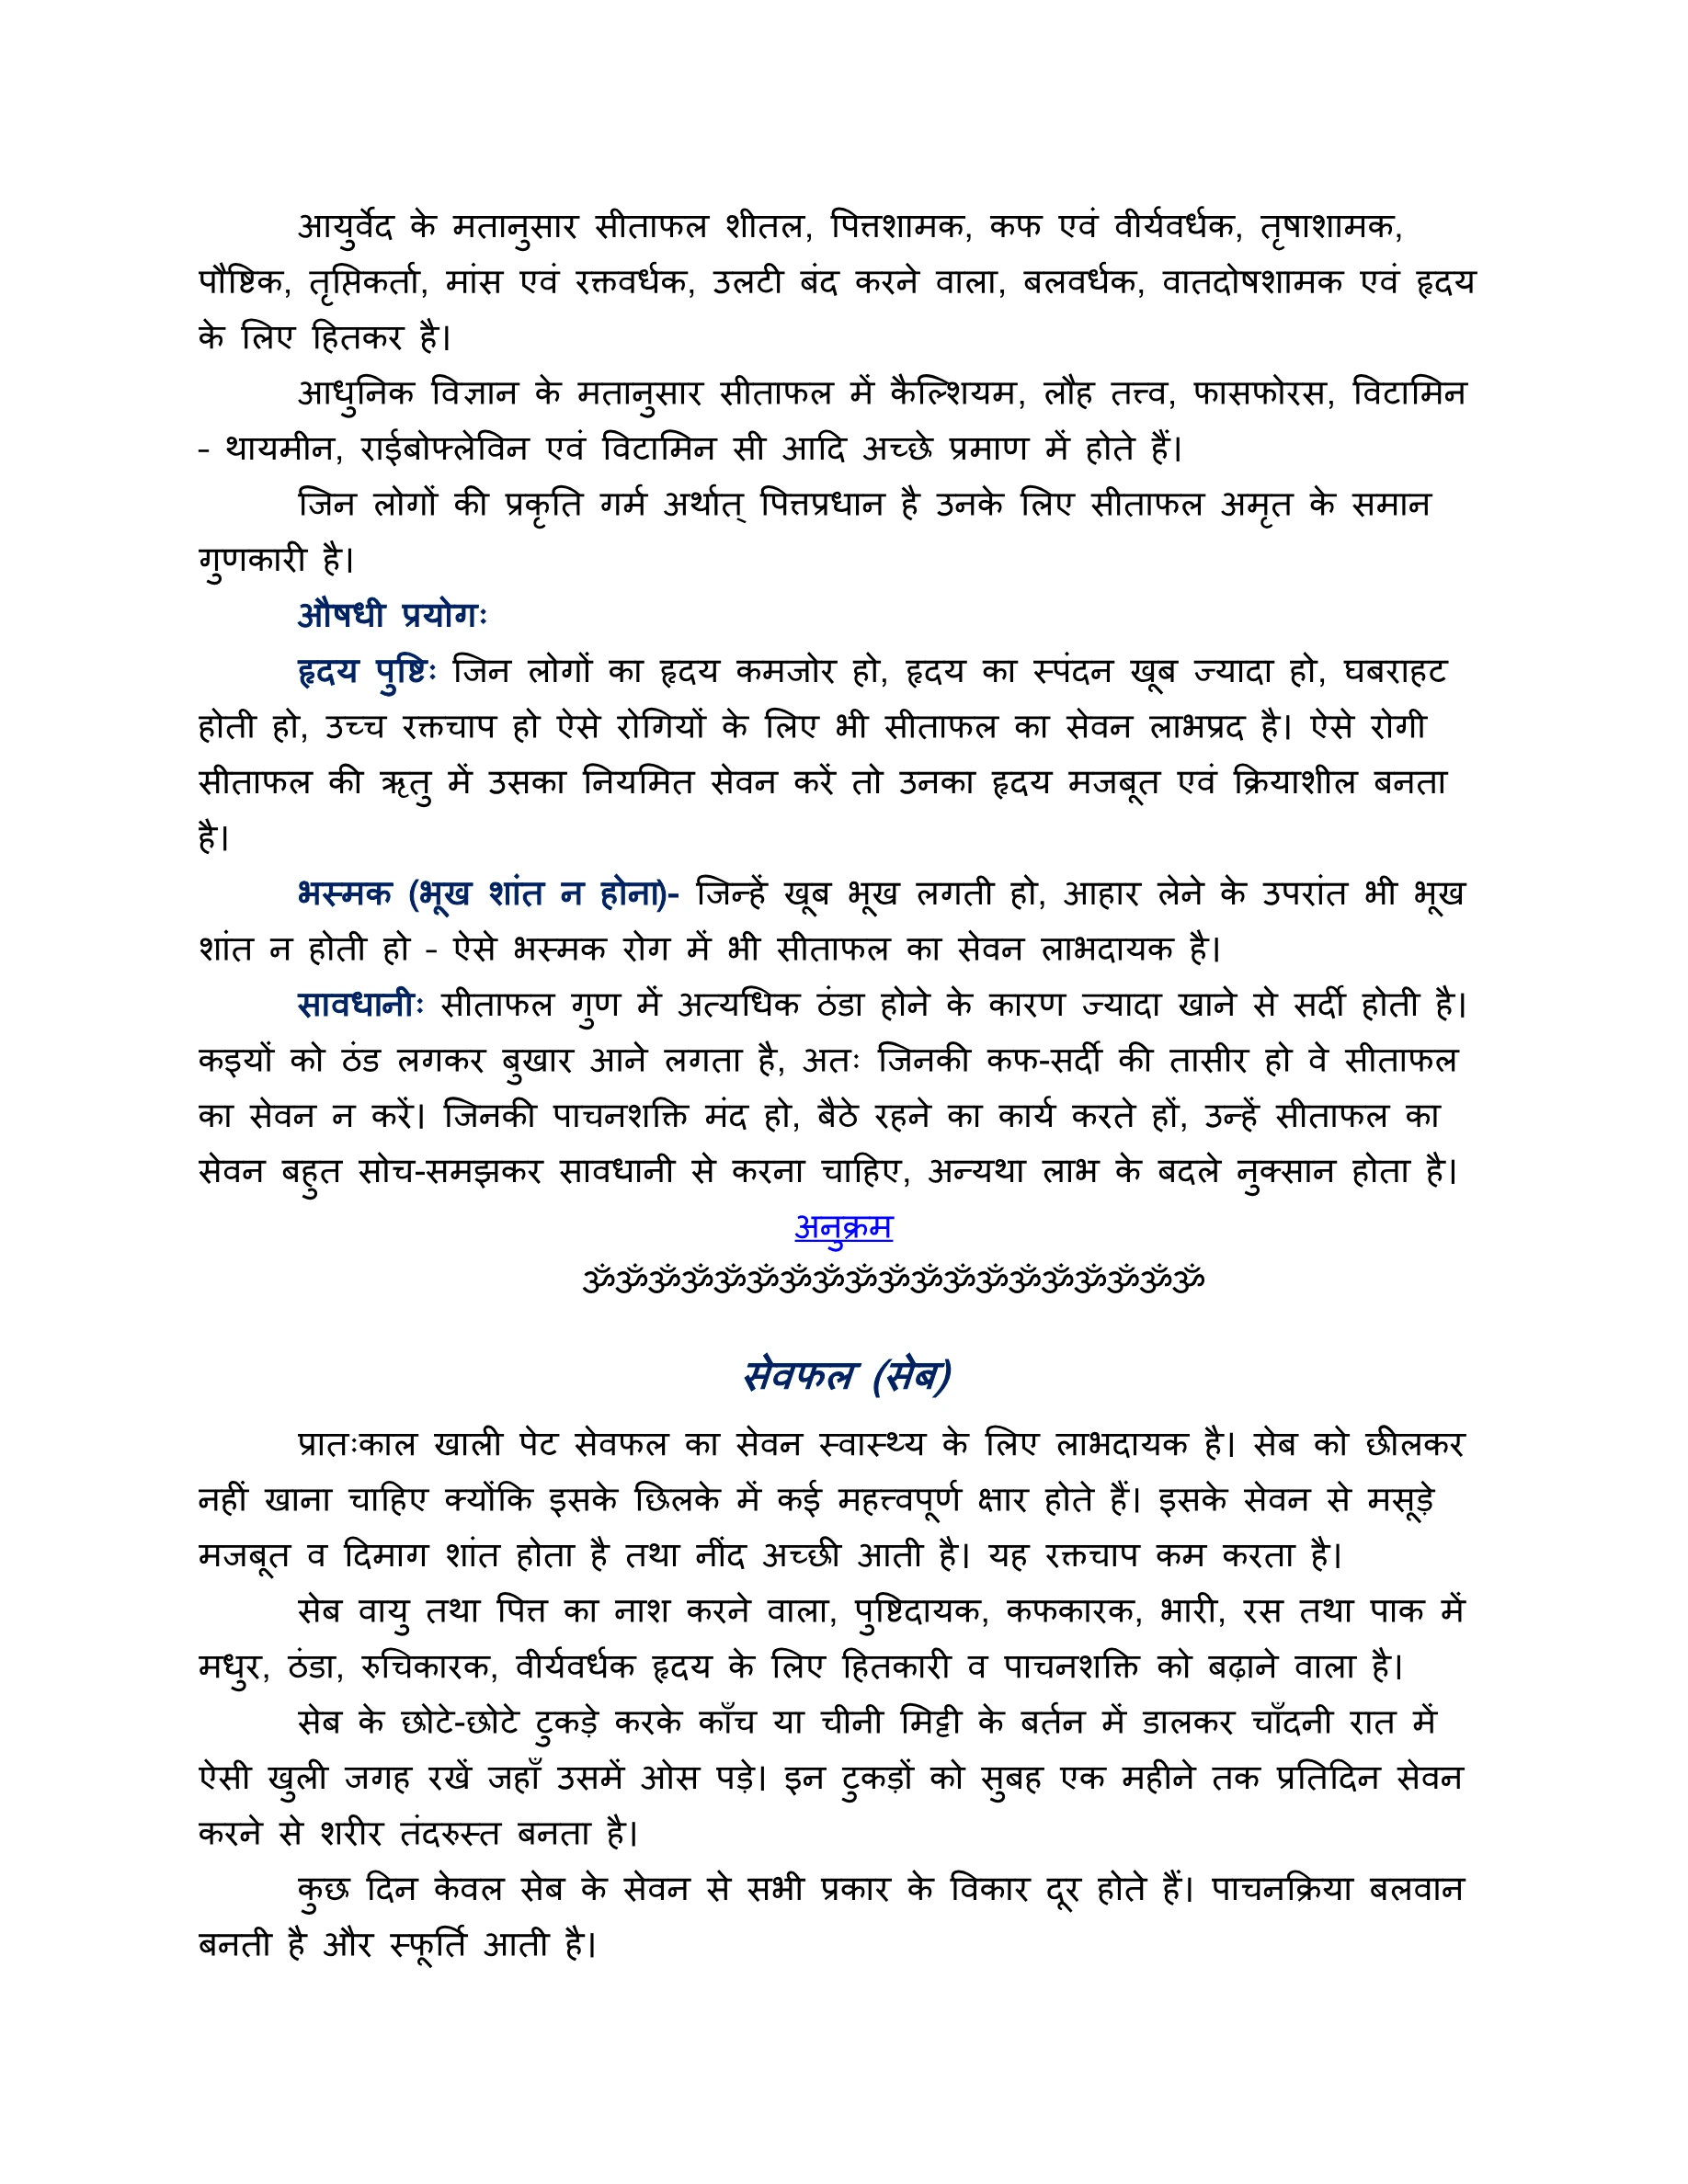 आयुर्वेद के मतानुसार सीताफल शीतल, पित्तशामक, कफ एवं वीर्यवर्धक, तृषाशामक,
पौष्टिक, तृप्तिकर्ता, मांस एवं रक्तवर्धक, उलटी बंद करने वाला, बलवर्धक, वातदोषशामक एवं हृदय
के लिए हितकर है।
आधुनिक विज्ञान के मतानुसार सीताफल में कैल्शियम, लौह तत्त्व, फासफोरस, विटामिन
– थायमीन, राईबोफ्लेविन एवं विटामिन सी आदि अच्छे प्रमाण में होते हैं।
जिन लोगों की प्रकृति गर्म अर्थात् पित्तप्रधान है उनके लिए सीताफल अमृत के समान
गुणकारी है।
औषधी प्रयोगः
हृदय पुष्टिः जिन लोगों का हृदय कमजोर हो, हृदय का स्पंदन खूब ज्यादा हो, घबराहट
होती हो, उच्च रक्तचाप हो ऐसे रोगियों के लिए भी सीताफल का सेवन लाभप्रद है। ऐसे रोगी
सीताफल की ऋतु में उसका नियमित सेवन करें तो उनका हृदय मजबूत एवं क्रियाशील बनता
है।
भस्मक (भूख शांत न होना)- जिन्हें खूब भूख लगती हो, आहार लेने के उपरांत भी भूख
शांत न होती हो – ऐसे भस्मक रोग में भी सीताफल का सेवन लाभदायक है।
सावधानीः सीताफल गुण में अत्यधिक ठंडा होने के कारण ज्यादा खाने से सर्दी होती है।
कइयों को ठंड लगकर बुखार आने लगता है, अतः जिनकी कफ-सर्दी की तासीर हो वे सीताफल
का सेवन न करें। जिनकी पाचनशक्ति मंद हो, बैठे रहने का कार्य करते हों, उन्हें सीताफल का
सेवन बहुत सोच-समझकर सावधानी से करना चाहिए, अन्यथा लाभ के बदले नुक्सान होता है।
अनुक्रम
ॐॐॐॐॐॐॐॐॐॐॐॐॐॐॐॐॐॐॐ
सेवफल (सेब)
प्रातःकाल खाली पेट सेवफल का सेवन स्वास्थ्य के लिए लाभदायक है। सेब को छीलकर
नहीं खाना चाहिए क्योंकि इसके छिलके में कई महत्त्वपूर्ण क्षार होते हैं। इसके सेवन से मसूड़े
मजबूत व दिमाग शांत होता है तथा नींद अच्छी आती है। यह रक्तचाप कम करता है।
सेब वायु तथा पित्त का नाश करने वाला, पुष्टिदायक, कफकारक, भारी, रस तथा पाक में
मधुर, ठंडा, रुचिकारक, वीर्यवर्धक हृदय के लिए हितकारी व पाचनशक्ति को बढ़ाने वाला है।
सेब के छोटे-छोटे टुकड़े करके काँच या चीनी मिट्टी के बर्तन में डालकर चाँदनी रात में
ऐसी खुली जगह रखें जहाँ उसमें ओस पड़े। इन टुकड़ों को सुबह एक महीने तक प्रतिदिन सेवन
करने से शरीर तंदरुस्त बनता है।
कुछ दिन केवल सेब के सेवन से सभी प्रकार के विकार दूर होते हैं। पाचनक्रिया बलवान
बनती है और स्फूर्ति आती है।